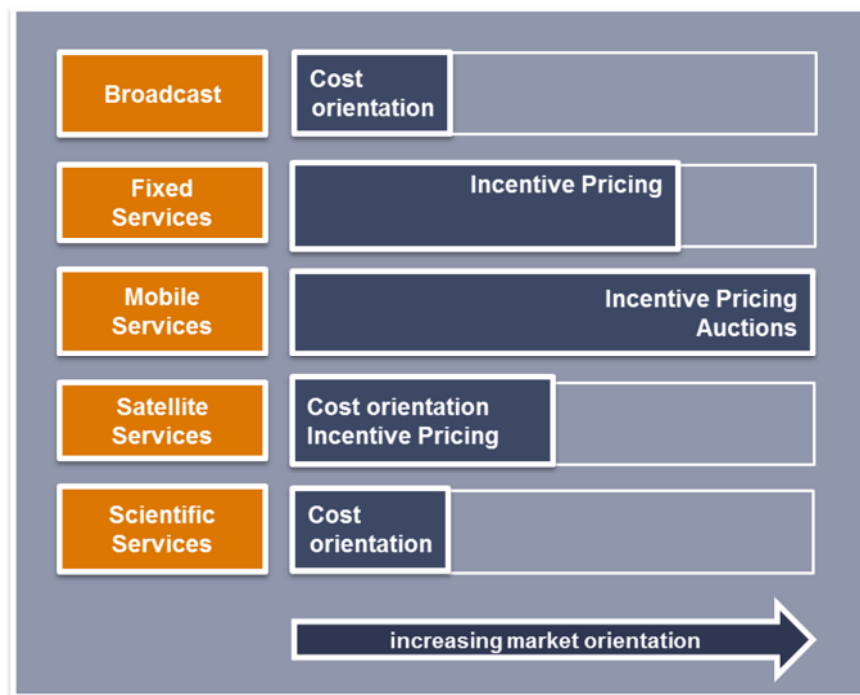 Broadcast
Cost
orientation
Fixed
Services
Incentive Pricing
Mobile
Services
Incentive Pricing
Auctions
Satellite
Services
Cost orientation
Incentive Pricing
Scientific
Services
Cost
orientation
increasing market orientation